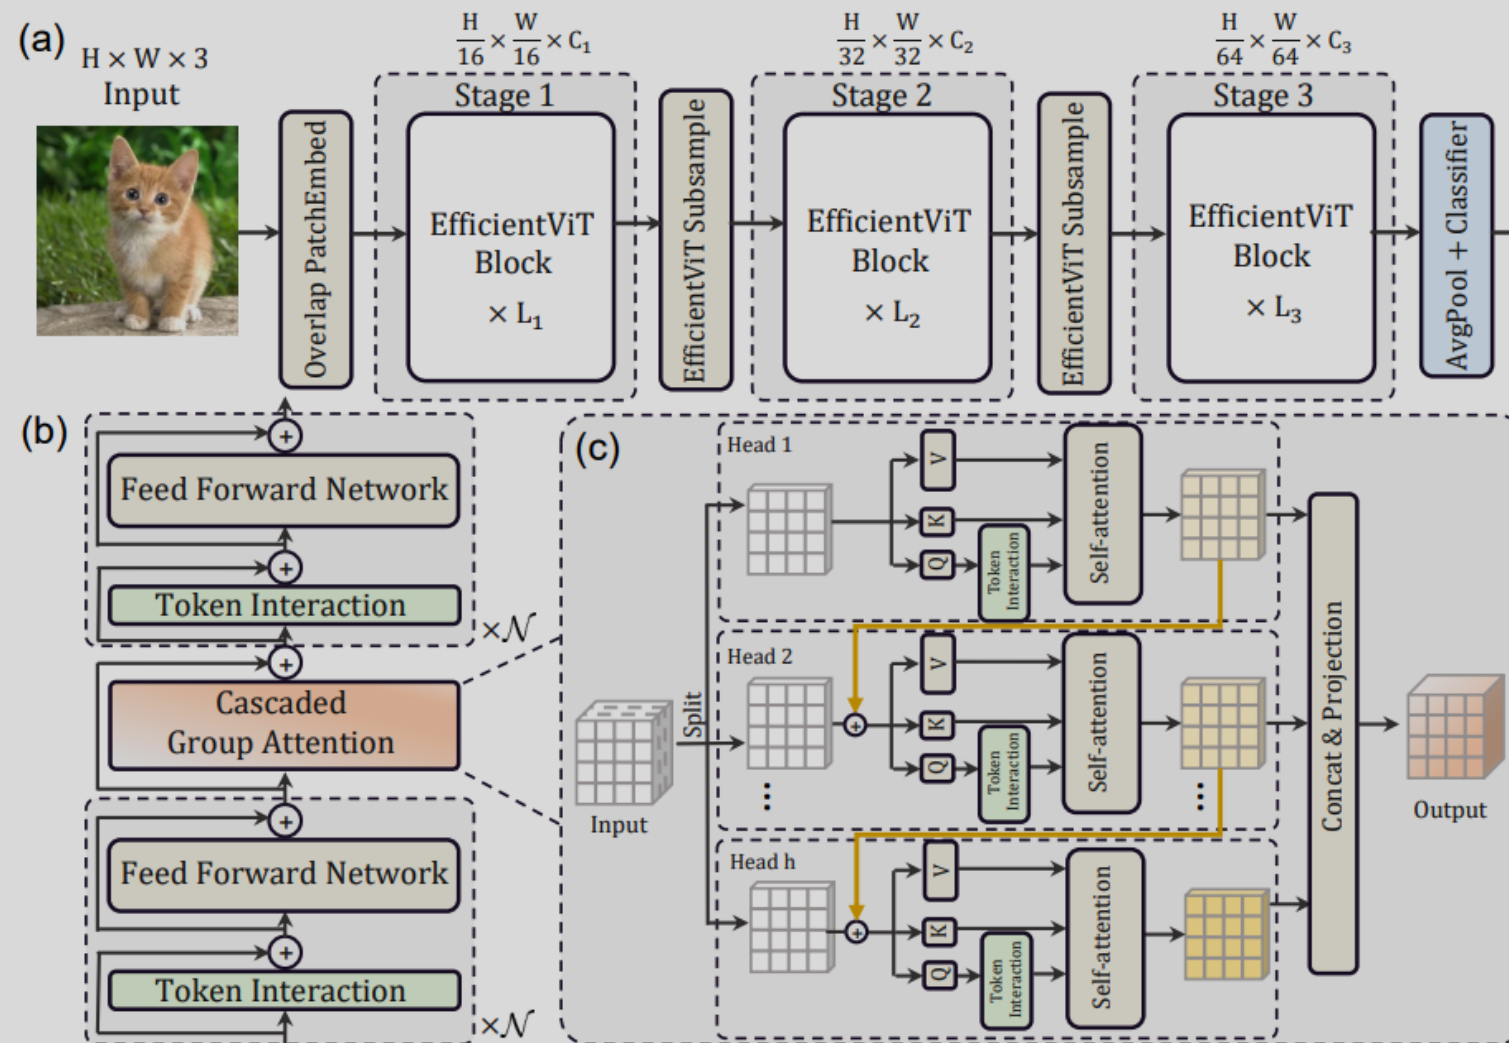 (a)
H × W × 3
Input
H/16 × W/16 × C₁
H/32 × W/32 × C₂
H/64 × W/64 × C₃
Overlap PatchEmbed
Stage 1
EfficientViT
Block
× L₁
EfficientViT Subsample
Stage 2
EfficientViT
Block
× L₂
EfficientViT Subsample
Stage 3
EfficientViT
Block
× L₃
AvgPool + Classifier
(b)
+
Feed Forward Network
+
Token Interaction
×𝒩
+
Cascaded
Group Attention
+
Feed Forward Network
+
Token Interaction
×𝒩
(c)
Input
Split
Head 1
V
K
Q
Token
Interaction
Self-attention
Head 2
+
V
K
Q
Token
Interaction
Self-attention
...
...
Head h
+
V
K
Q
Token
Interaction
Self-attention
Concat & Projection
Output